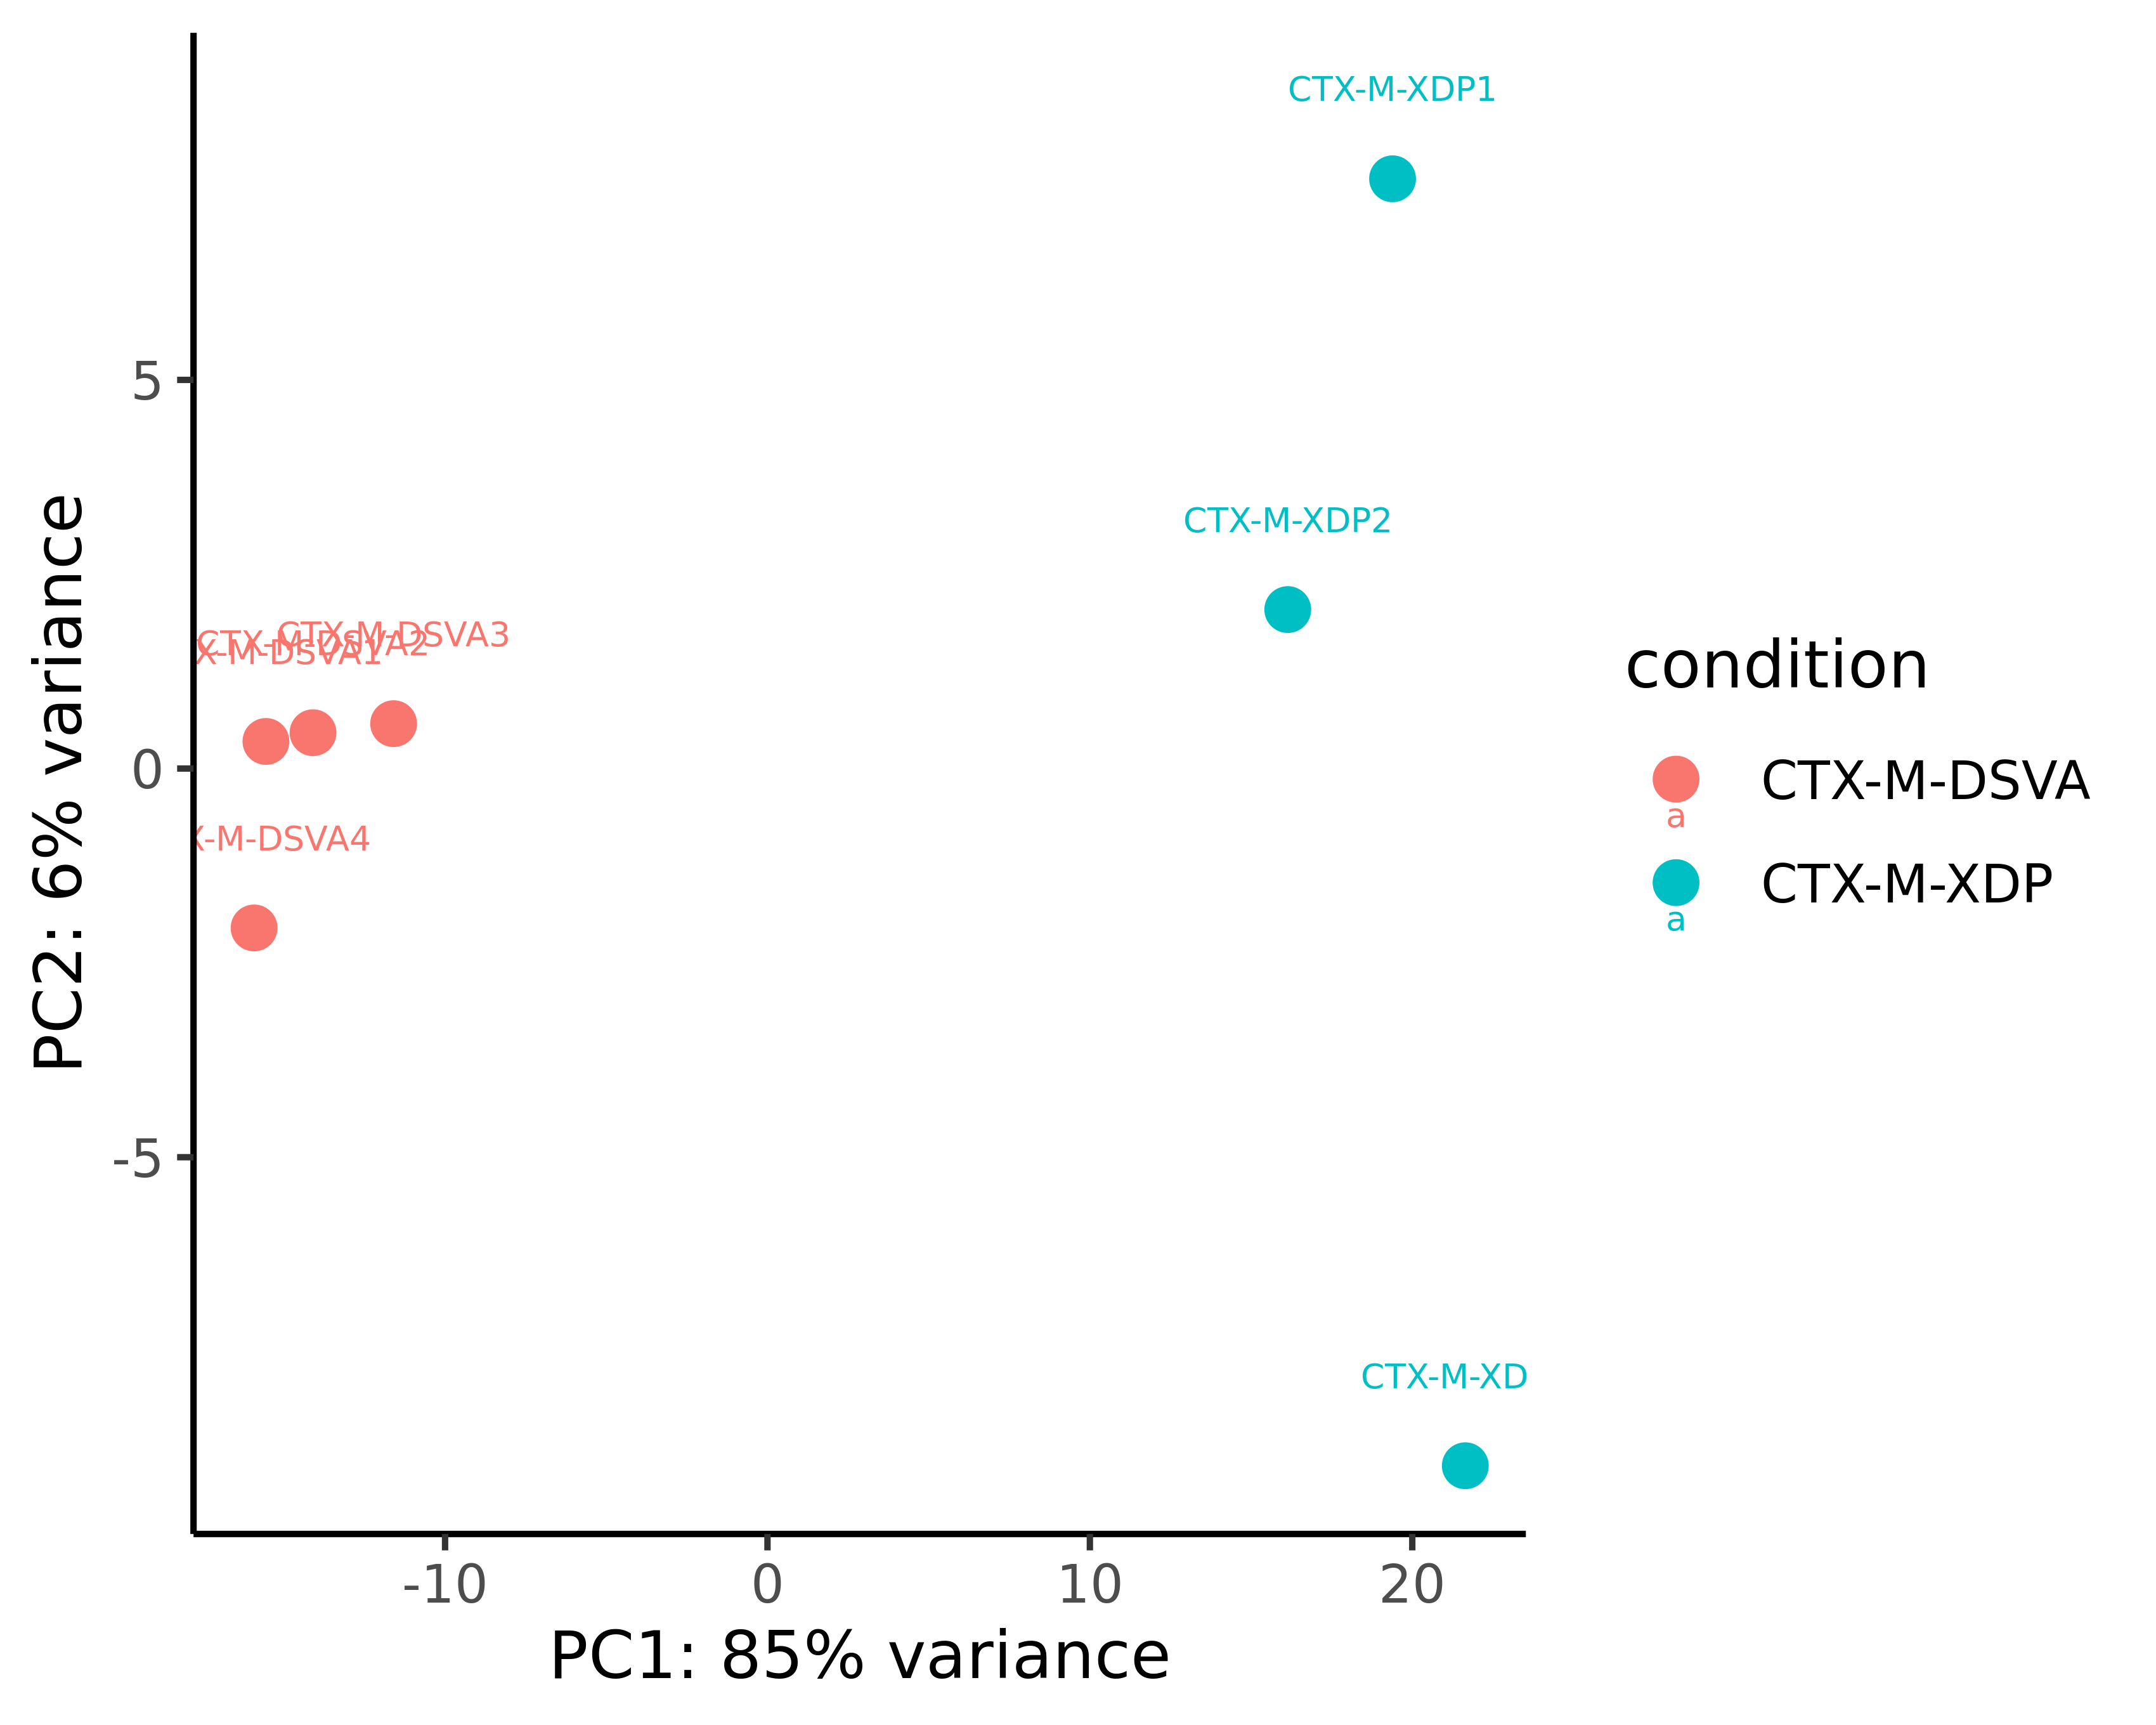 CTX-M-XDP1
CTX-M-XDP2
CTX-M-DSVA3
X-M-DSVA4
CTX-M-XD
PC2: 6% variance
5
0
-5
-10
0
10
20
PC1: 85% variance
condition
CTX-M-DSVA
a
CTX-M-XDP
a